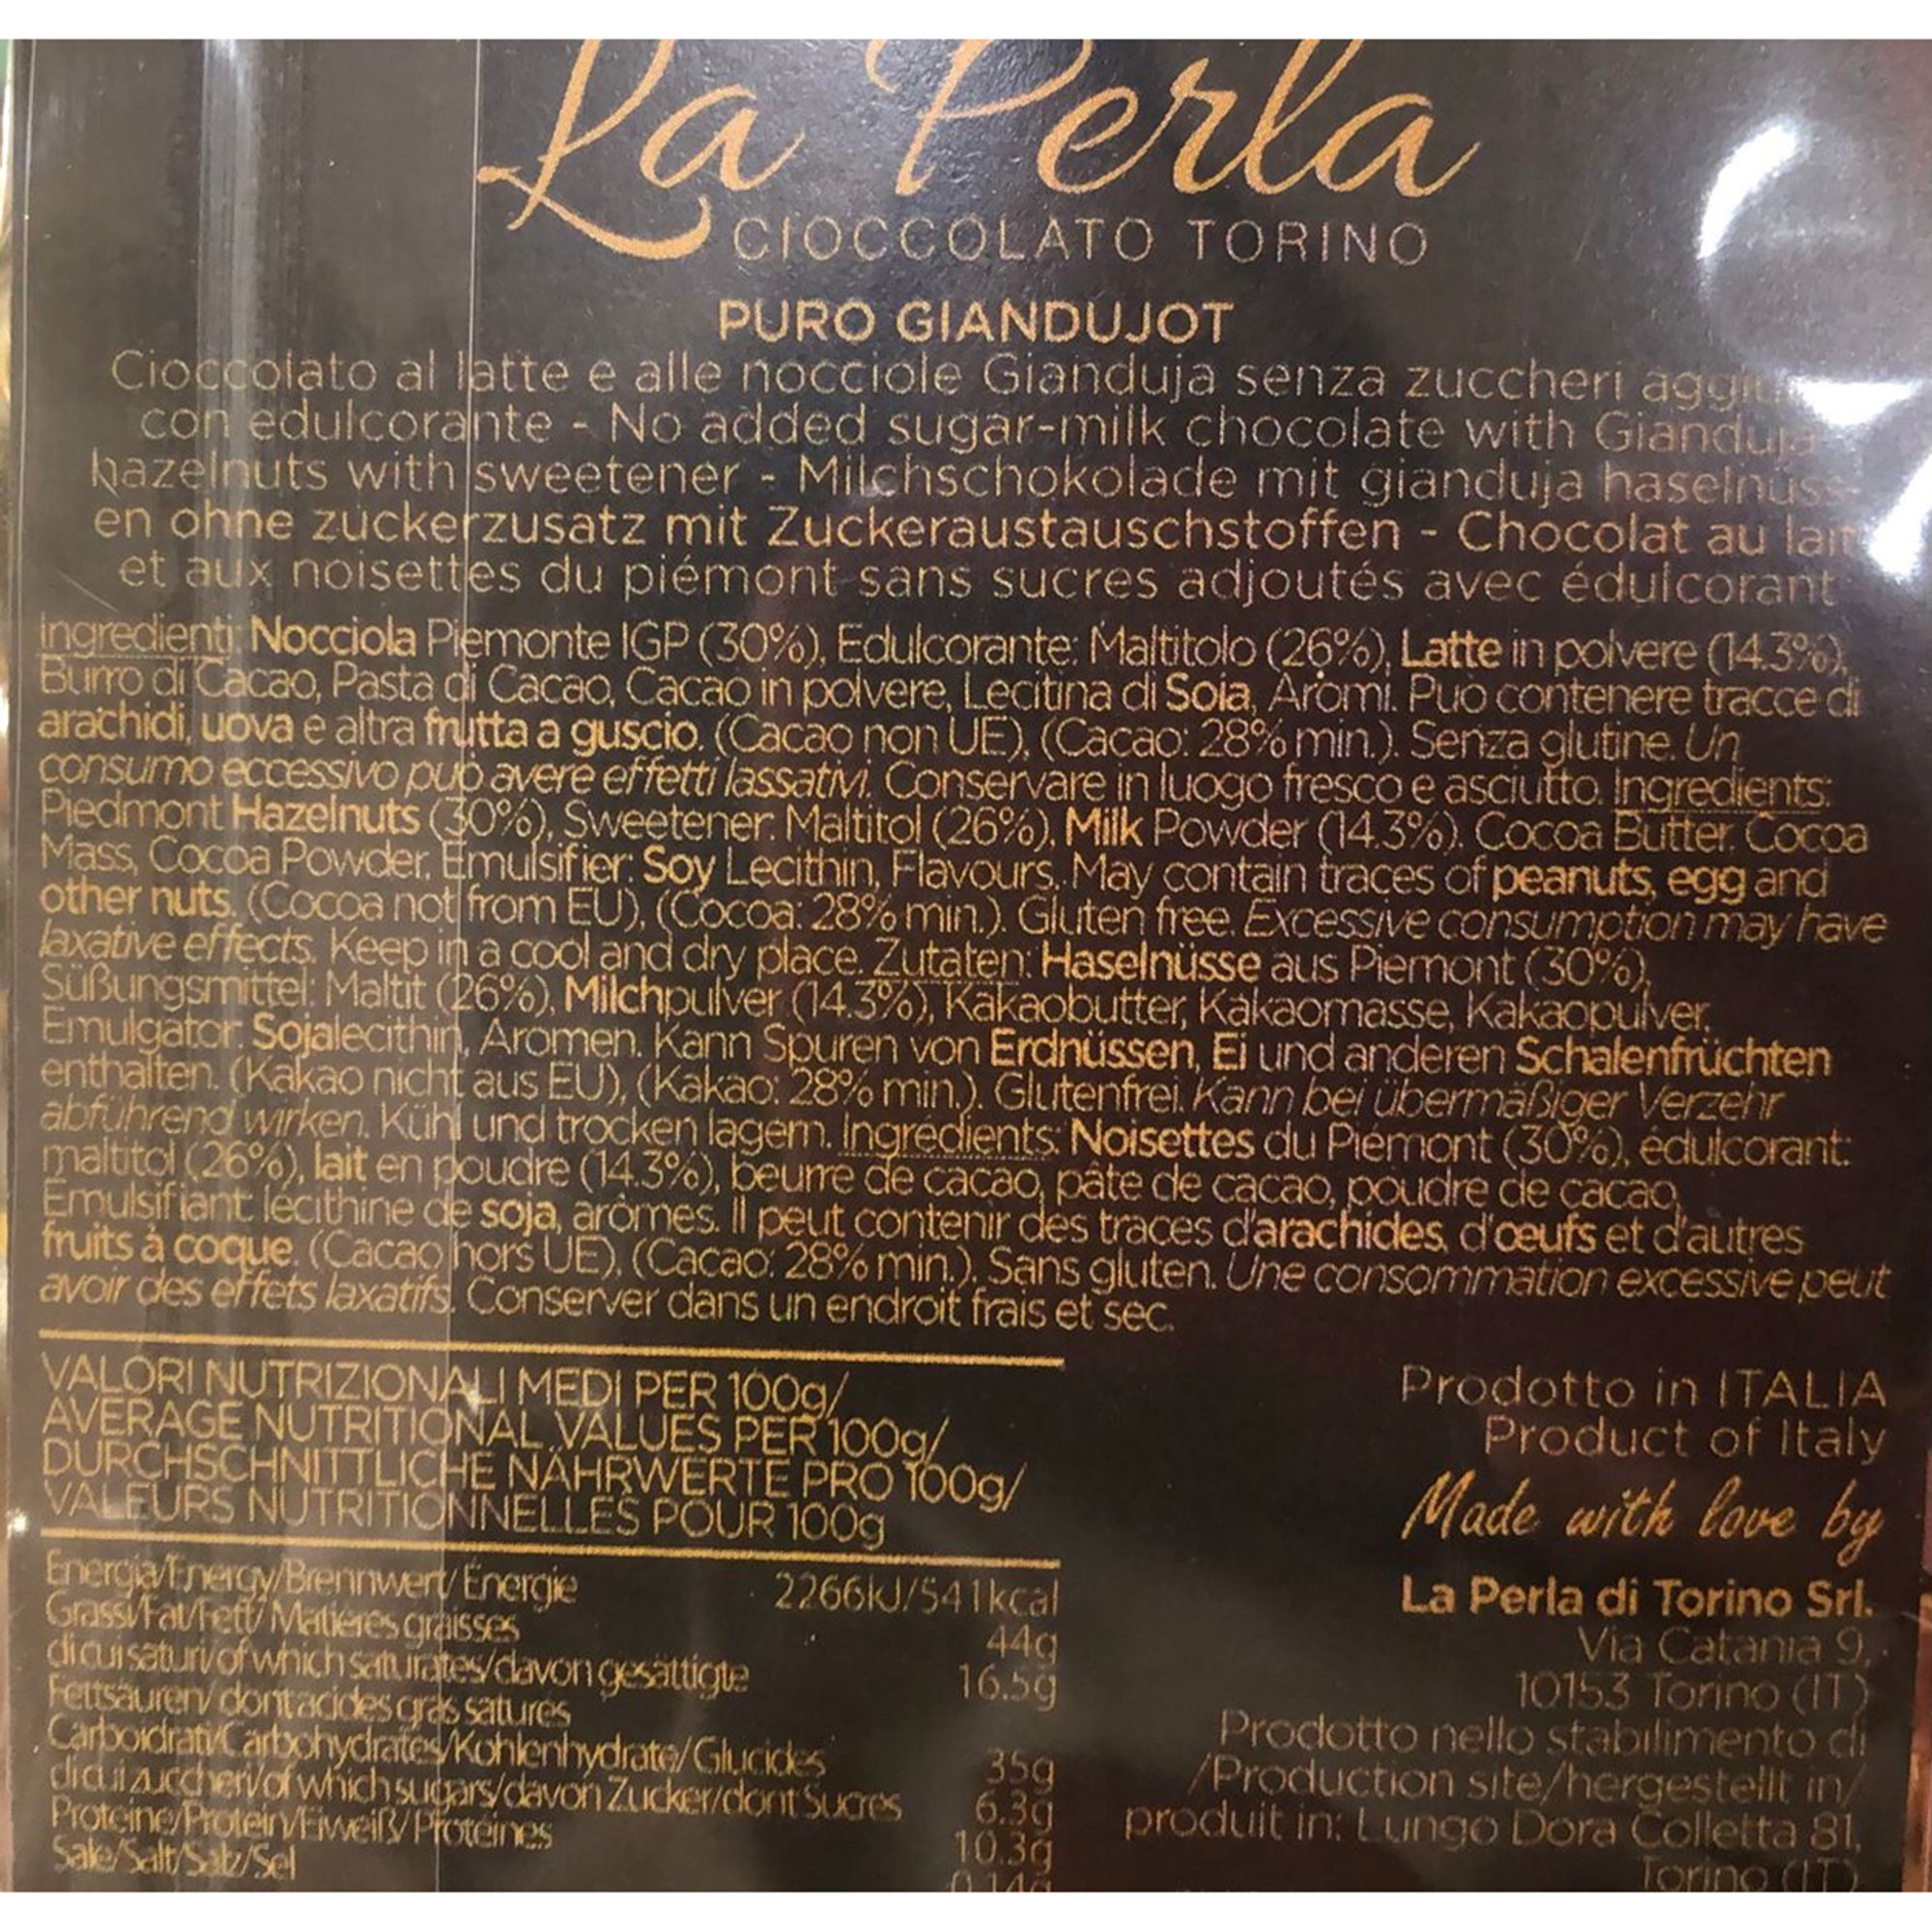 La Perla
CIOCCOLATO TORINO
PURO GIANDUJOT
Cioccolato al latte e alle nocciole Gianduja senza zuccheri
con edulcorante - No added sugar-milk chocolate with Gianduja
hazelnuts with sweetener - Milchschokolade mit gianduja haselnüss-
en ohne zuckerzusatz mit Zuckeraustauschstoffen - Chocolat au lait
et aux noisettes du piémont sans sucres adjoutés avec édulcorant
Ingredienti: Nocciola Piemonte IGP (30%), Edulcorante: Maltitolo (26%), Latte in polvere (14.3%),
Burro di Cacao, Pasta di Cacao, Cacao in polvere, Lecitina di Soia, Aromi. Può contenere tracce di
arachidi, uova e altra frutta a guscio. (Cacao non UE), (Cacao: 28% min.). Senza glutine. Un
consumo eccessivo può avere effetti lassativi. Conservare in luogo fresco e asciutto. Ingredients:
Piedmont Hazelnuts (30%), Sweetener: Maltitol (26%), Milk Powder (14.3%). Cocoa Butter. Cocoa
Mass, Cocoa Powder, Emulsifier: Soy Lecithin, Flavours. May contain traces of peanuts, egg and
other nuts. (Cocoa not from EU), (Cocoa: 28% min.). Gluten free. Excessive consumption may have
laxative effects. Keep in a cool and dry place. Zutaten: Haselnüsse aus Piemont (30%),
Süßungsmittel: Maltit (26%), Milchpulver (14.3%), Kakaobutter, Kakaomasse, Kakaopulver,
Emulgator: Sojalecithin, Aromen. Kann Spuren von Erdnüssen, Ei und anderen Schalenfrüchten
enthalten. (Kakao nicht aus EU), (Kakao: 28% min.). Glutenfrei. Kann bei übermäßiger Verzehr
abführend wirken. Kühl und trocken lagern. Ingrédients: Noisettes du Piémont (30%), édulcorant:
maltitol (26%), lait en poudre (14.3%), beurre de cacao, pâte de cacao, poudre de cacao,
Émulsifiant: lécithine de soja, arômes. Il peut contenir des traces d'arachides, d'œufs et d'autres
fruits à coque. (Cacao hors UE), (Cacao: 28% min.). Sans gluten. Une consommation excessive peut
avoir des effets laxatifs. Conserver dans un endroit frais et sec.
VALORI NUTRIZIONALI MEDI PER 100g/
AVERAGE NUTRITIONAL VALUES PER 100g/
DURCHSCHNITTLICHE NÄHRWERTE PRO 100g/
VALEURS NUTRITIONNELLES POUR 100g
Energia/Energy/Brennwert/Énergie 2266kJ/541kcal
Grassi/Fat/Fett/Matières graisses 44g
di cui saturi/of which saturates/davon gesättigte 16.5g
Fettsäuren/dont acides gras saturés
Carboidrati/Carbohydrates/Kohlenhydrate/Glucides 35g
di cui zuccheri/of which sugars/davon Zucker/dont Sucres 6.3g
Proteine/Protein/Eiweiß/Protéines 10.3g
Sale/Salt/Salz/Sel 0.14g
Prodotto in ITALIA
Product of Italy
Made with love by
La Perla di Torino Srl.
Via Catania 9,
10153 Torino (IT)
Prodotto nello stabilimento di
/Production site/hergestellt in/
produit in: Lungo Dora Colletta 81,
Torino (IT)